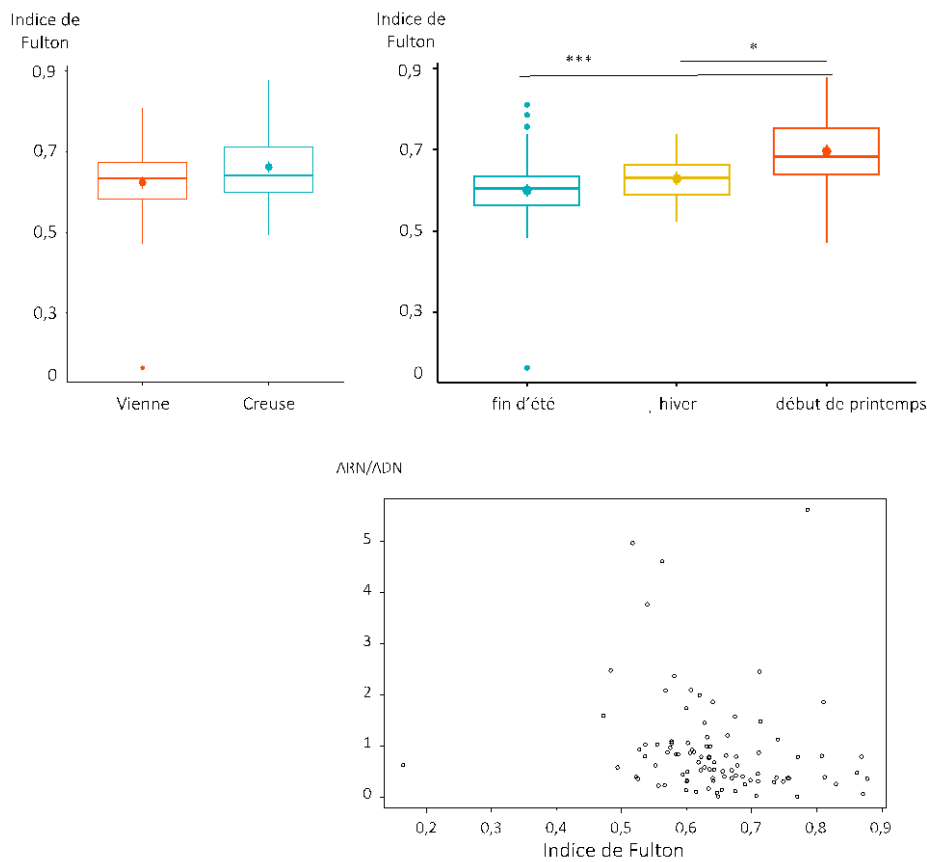 Indice de
Fulton
0,9
0,7
0,5
0,3
0
Vienne Creuse
Indice de
Fulton
*** *
0,9
0,7
0,5
0,3
0
fin d'été hiver début de printemps
ARN/ADN
5
4
3
2
1
0
0,2 0,3 0,4 0,5 0,6 0,7 0,8 0,9
Indice de Fulton